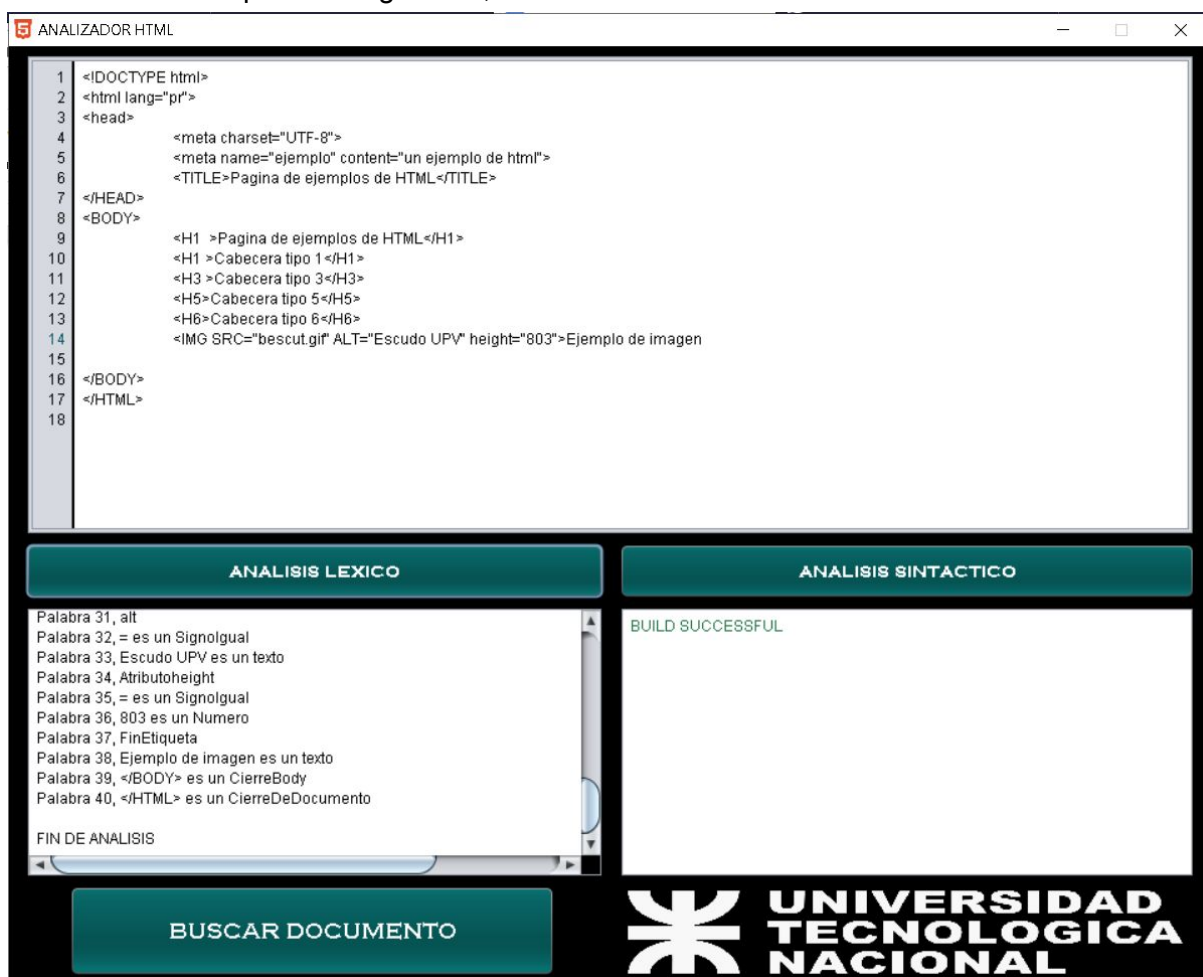 ANALIZADOR HTML
1 <!DOCTYPE html>
2 <html lang="pr">
3 <head>
4 <meta charset="UTF-8">
5 <meta name="ejemplo" content="un ejemplo de html">
6 <TITLE>Pagina de ejemplos de HTML</TITLE>
7 </HEAD>
8 <BODY>
9 <H1 >Pagina de ejemplos de HTML</H1>
10 <H1 >Cabecera tipo 1</H1>
11 <H3 >Cabecera tipo 3</H3>
12 <H5>Cabecera tipo 5</H5>
13 <H6>Cabecera tipo 6</H6>
14 <IMG SRC="bescut.gif" ALT="Escudo UPV" height="803">Ejemplo de imagen
15
16 </BODY>
17 </HTML>
18
ANALISIS LEXICO
ANALISIS SINTACTICO
Palabra 31, alt
Palabra 32, = es un SignoIgual
Palabra 33, Escudo UPV es un texto
Palabra 34, Atributoheight
Palabra 35, = es un SignoIgual
Palabra 36, 803 es un Numero
Palabra 37, FinEtiqueta
Palabra 38, Ejemplo de imagen es un texto
Palabra 39, </BODY> es un CierreBody
Palabra 40, </HTML> es un CierreDeDocumento
FIN DE ANALISIS
BUILD SUCCESSFUL
BUSCAR DOCUMENTO
UNIVERSIDAD
TECNOLOGICA
NACIONAL